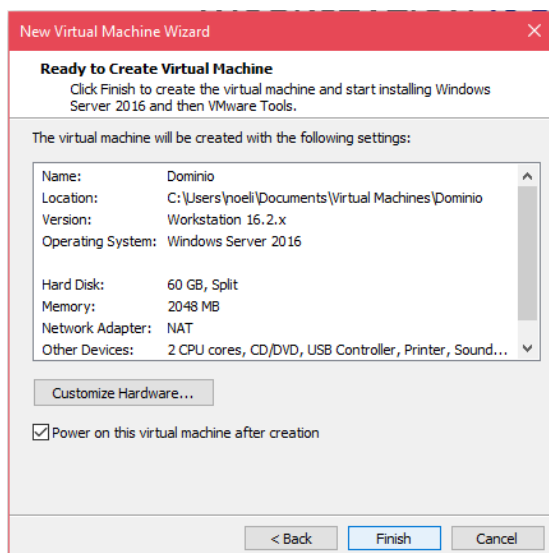 New Virtual Machine Wizard
Ready to Create Virtual Machine
Click Finish to create the virtual machine and start installing Windows
Server 2016 and then VMware Tools.
The virtual machine will be created with the following settings:
Name: Dominio
Location: C:\Users\noeli\Documents\Virtual Machines\Dominio
Version: Workstation 16.2.x
Operating System: Windows Server 2016
Hard Disk: 60 GB, Split
Memory: 2048 MB
Network Adapter: NAT
Other Devices: 2 CPU cores, CD/DVD, USB Controller, Printer, Sound...
Customize Hardware...
Power on this virtual machine after creation
< Back Finish Cancel